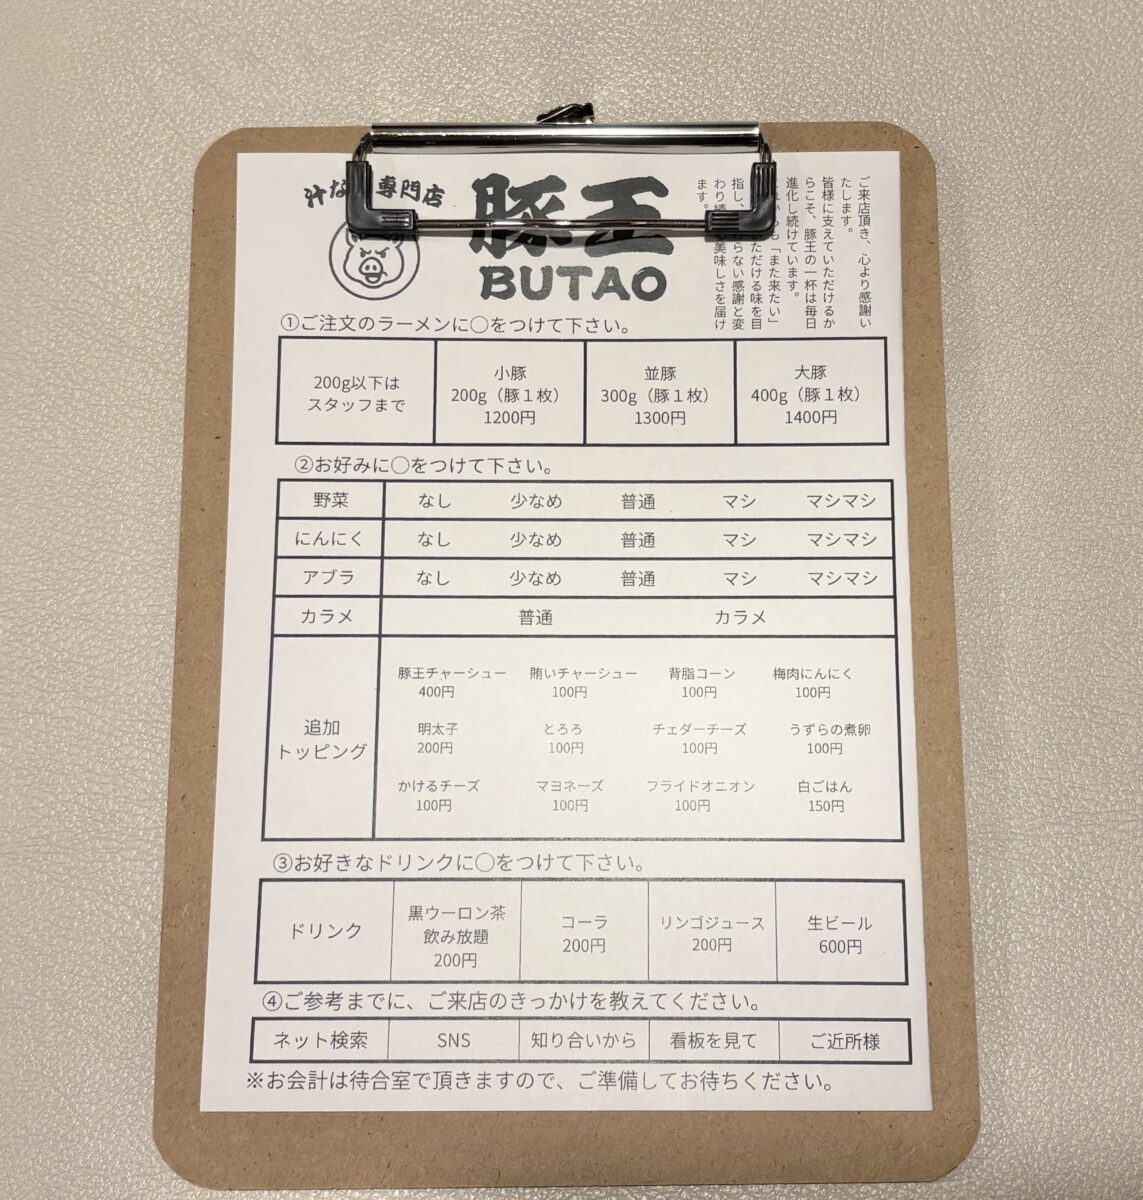 汁な 専門店
豚王
BUTAO
ご来店頂き、心より感謝い
たします。
皆様に支えていただけるか
らこそ、豚王の一杯は毎日
進化し続けています。
も「また来たい」
いただける味を目
指し、 わらない感謝と変
わり続 美味しさを届け
ます。
①ご注文のラーメンに〇をつけて下さい。
200g以下は
スタッフまで
小豚
200g（豚１枚）
1200円
並豚
300g（豚１枚）
1300円
大豚
400g（豚１枚）
1400円
②お好みに〇をつけて下さい。
野菜 なし 少なめ 普通 マシ マシマシ
にんにく なし 少なめ 普通 マシ マシマシ
アブラ なし 少なめ 普通 マシ マシマシ
カラメ 普通 カラメ
追加
トッピング
豚王チャーシュー 賄いチャーシュー 背脂コーン 梅肉にんにく
400円 100円 100円 100円
明太子 とろろ チェダーチーズ うずらの煮卵
200円 100円 100円 100円
かけるチーズ マヨネーズ フライドオニオン 白ごはん
100円 100円 100円 150円
③お好きなドリンクに〇をつけて下さい。
ドリンク
黒ウーロン茶
飲み放題
200円
コーラ
200円
リンゴジュース
200円
生ビール
600円
④ご参考までに、ご来店のきっかけを教えてください。
ネット検索 SNS 知り合いから 看板を見て ご近所様
※お会計は待合室で頂きますので、ご準備してお待ちください。